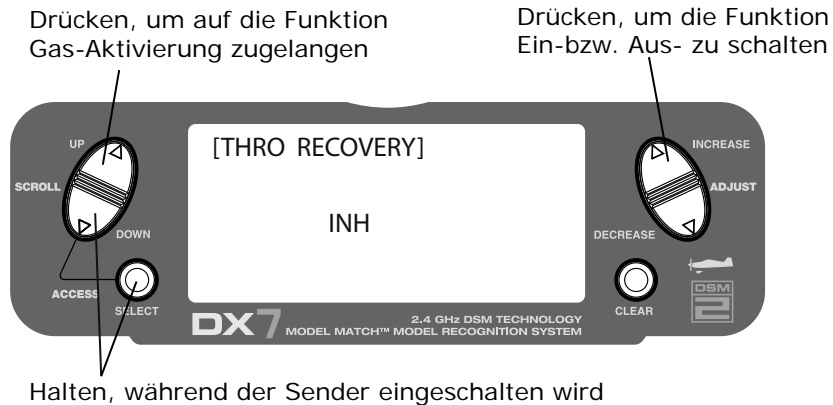 Drücken, um auf die Funktion
Gas-Aktivierung zugelangen
Drücken, um die Funktion
Ein-bzw. Aus- zu schalten
UP
SCROLL
DOWN
ACCESS
SELECT
[THRO RECOVERY]
INH
INCREASE
ADJUST
DECREASE
CLEAR
DSM
2
DX7
2.4 GHz DSM TECHNOLOGY
MODEL MATCH™ MODEL RECOGNITION SYSTEM
Halten, während der Sender eingeschalten wird